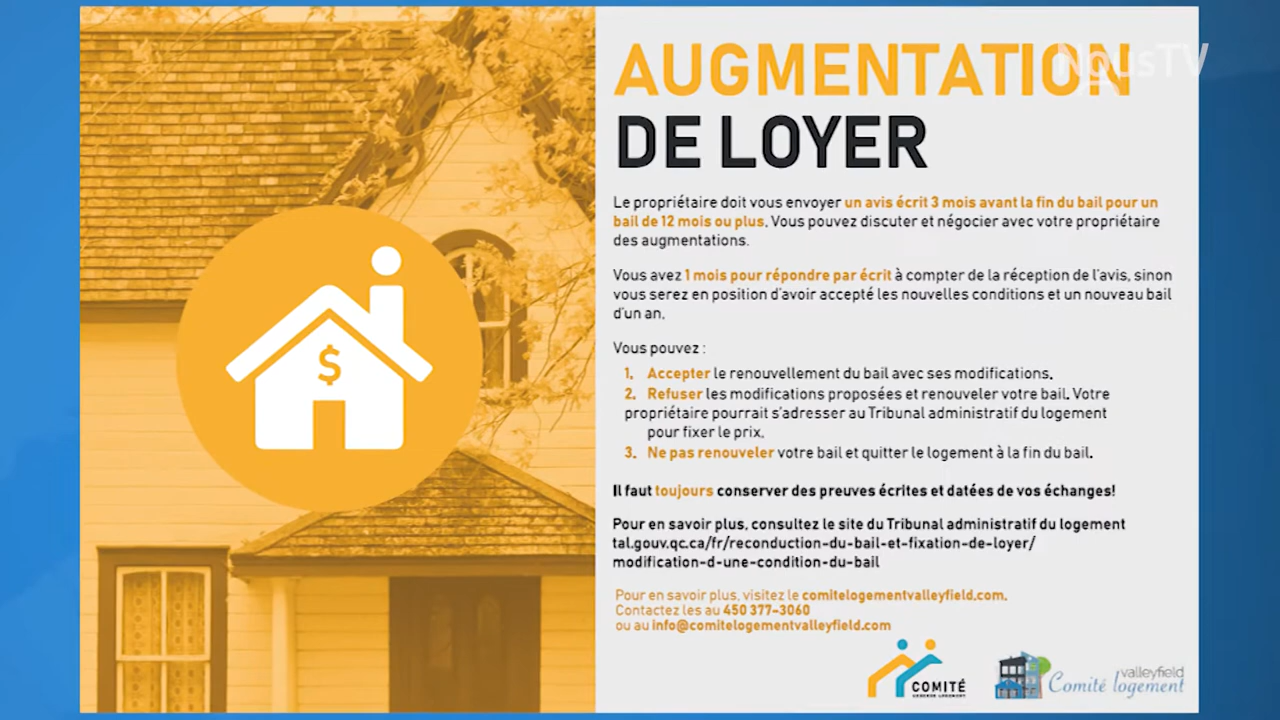 NousTV
AUGMENTATION
DE LOYER
Le propriétaire doit vous envoyer un avis écrit 3 mois avant la fin du bail pour un
bail de 12 mois ou plus. Vous pouvez discuter et négocier avec votre propriétaire
des augmentations.
Vous avez 1 mois pour répondre par écrit à compter de la réception de l'avis, sinon
vous serez en position d'avoir accepté les nouvelles conditions et un nouveau bail
d'un an.
Vous pouvez :
1. Accepter le renouvellement du bail avec ses modifications.
2. Refuser les modifications proposées et renouveler votre bail. Votre
propriétaire pourrait s'adresser au Tribunal administratif du logement
pour fixer le prix.
3. Ne pas renouveler votre bail et quitter le logement à la fin du bail.
Il faut toujours conserver des preuves écrites et datées de vos échanges!
Pour en savoir plus, consultez le site du Tribunal administratif du logement
tal.gouv.qc.ca/fr/reconduction-du-bail-et-fixation-de-loyer/
modification-d-une-condition-du-bail
Pour en savoir plus, visitez le comitelogementvalleyfield.com.
Contactez les au 450 377-3060
ou au info@comitelogementvalleyfield.com
$
COMITÉ
valleyfield
Comité logement